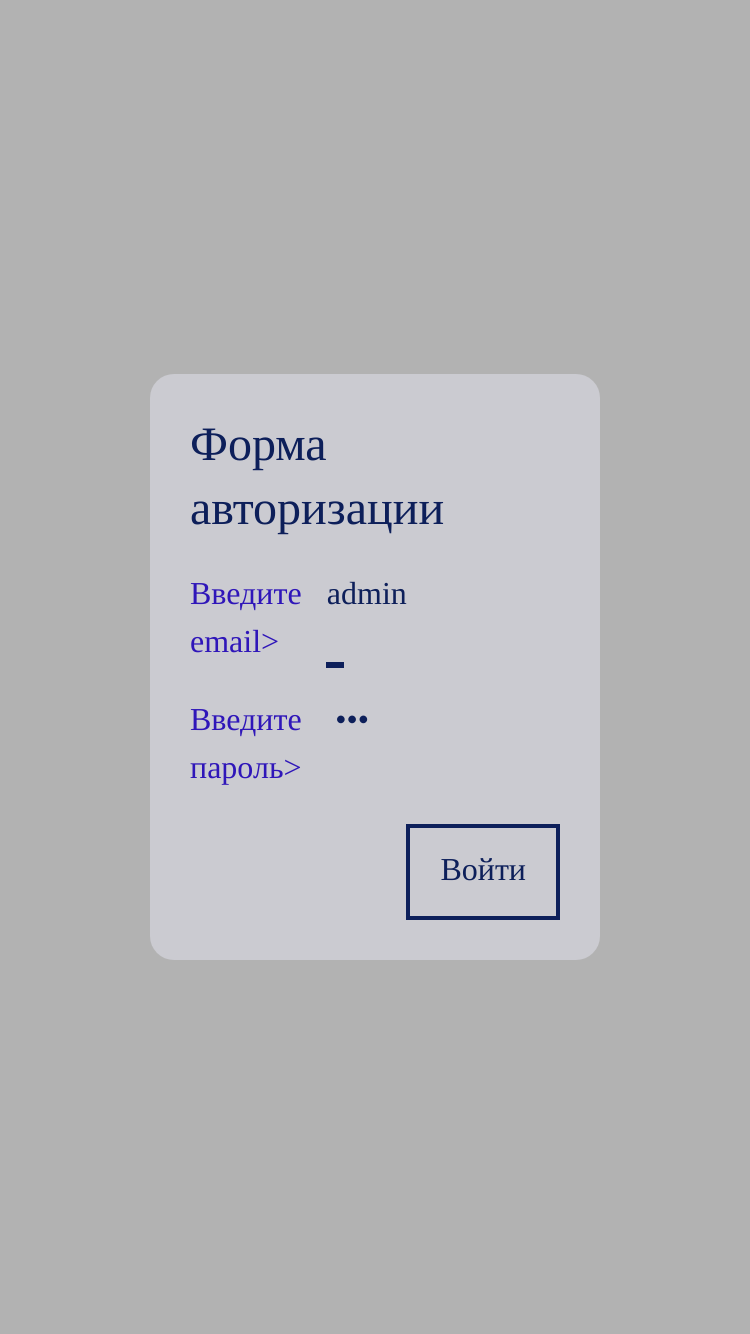 Форма
авторизации
Введите admin
email>
Введите •••
пароль>
Войти